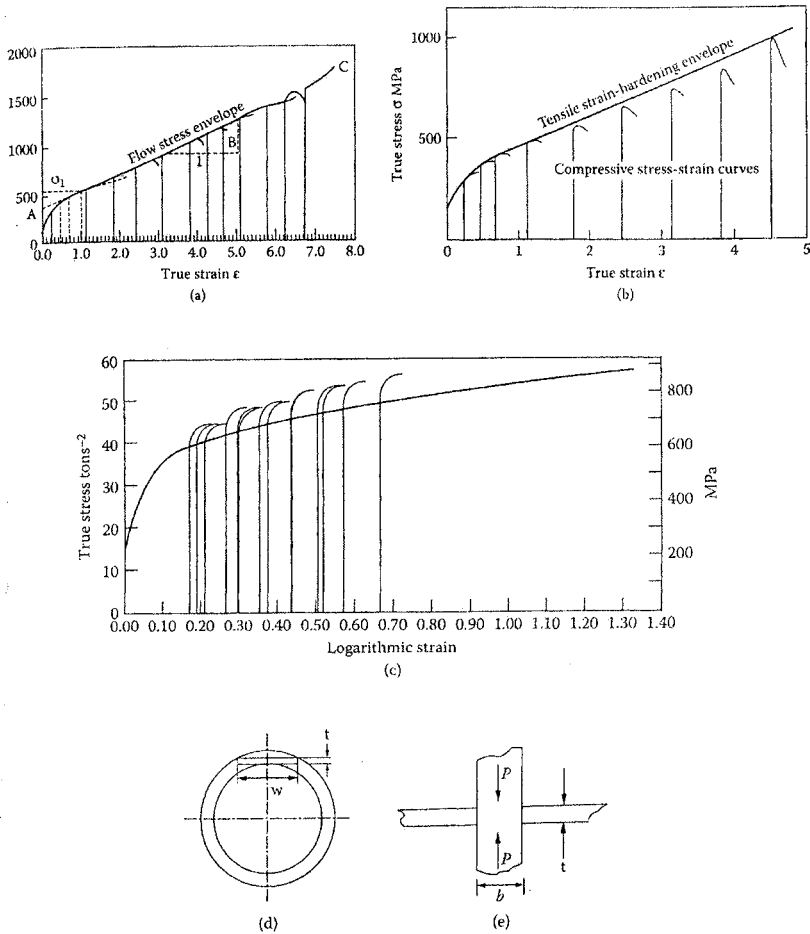 2000
1500
1000
500
0
σ1
A
Flow stress envelope
B
1
C
0.0 1.0 2.0 3.0 4.0 5.0 6.0 7.0 8.0
True strain ε
(a)
True stress σ MPa
1000
500
Tensile strain-hardening envelope
Compressive stress-strain curves
0 1 2 3 4 5
True strain ε
(b)
True stress tons⁻²
60
50
40
30
20
10
0
800
600
400
200
MPa
0.00 0.10 0.20 0.30 0.40 0.50 0.60 0.70 0.80 0.90 1.00 1.10 1.20 1.30 1.40
Logarithmic strain
(c)
t
w
(d)
P
P
t
b
(e)